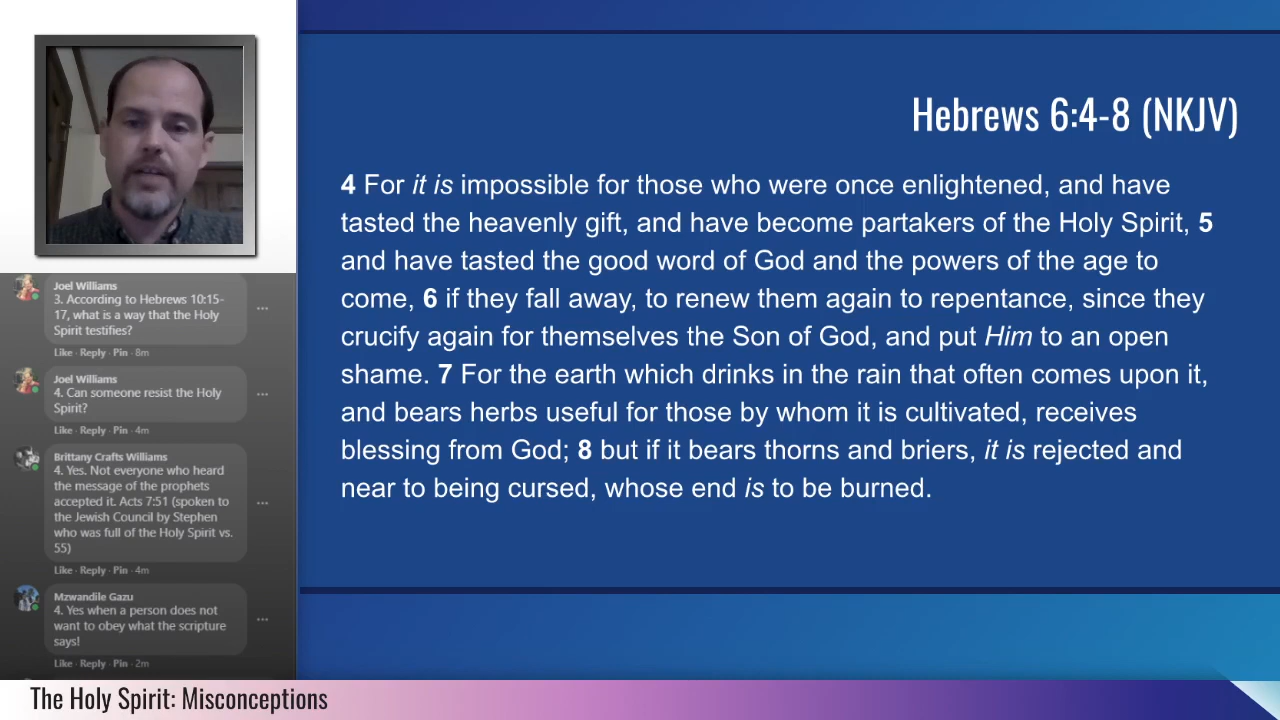 Hebrews 6:4-8 (NKJV)
4 For it is impossible for those who were once enlightened, and have
tasted the heavenly gift, and have become partakers of the Holy Spirit, 5
and have tasted the good word of God and the powers of the age to
come, 6 if they fall away, to renew them again to repentance, since they
crucify again for themselves the Son of God, and put Him to an open
shame. 7 For the earth which drinks in the rain that often comes upon it,
and bears herbs useful for those by whom it is cultivated, receives
blessing from God; 8 but if it bears thorns and briers, it is rejected and
near to being cursed, whose end is to be burned.
Joel Williams
3. According to Hebrews 10:15-
17, what is a way that the Holy
Spirit testifies?
Like · Reply · Pin · 8m
Joel Williams
4. Can someone resist the Holy
Spirit?
Like · Reply · Pin · 4m
Brittany Crafts Williams
4. Yes. Not everyone who heard
the message of the prophets
accepted it. Acts 7:51 (spoken to
the Jewish Council by Stephen
who was full of the Holy Spirit vs.
55)
Like · Reply · Pin · 4m
Mzwandile Gazu
4. Yes when a person does not
want to obey what the scripture
says!
Like · Reply · Pin · 2m
The Holy Spirit: Misconceptions